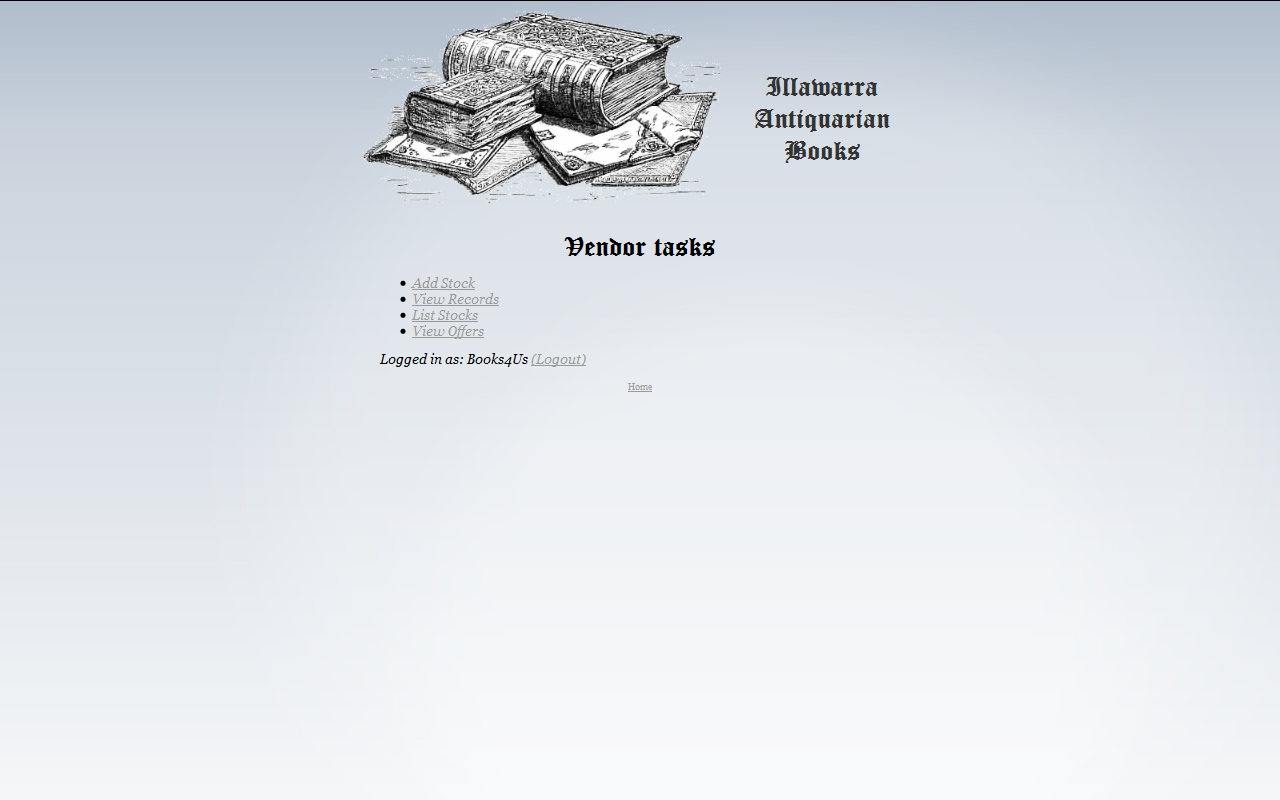 Illawarra
Antiquarian
Books
Vendor tasks
Add Stock
View Records
List Stocks
View Offers
Logged in as: Books4Us (Logout)
Home